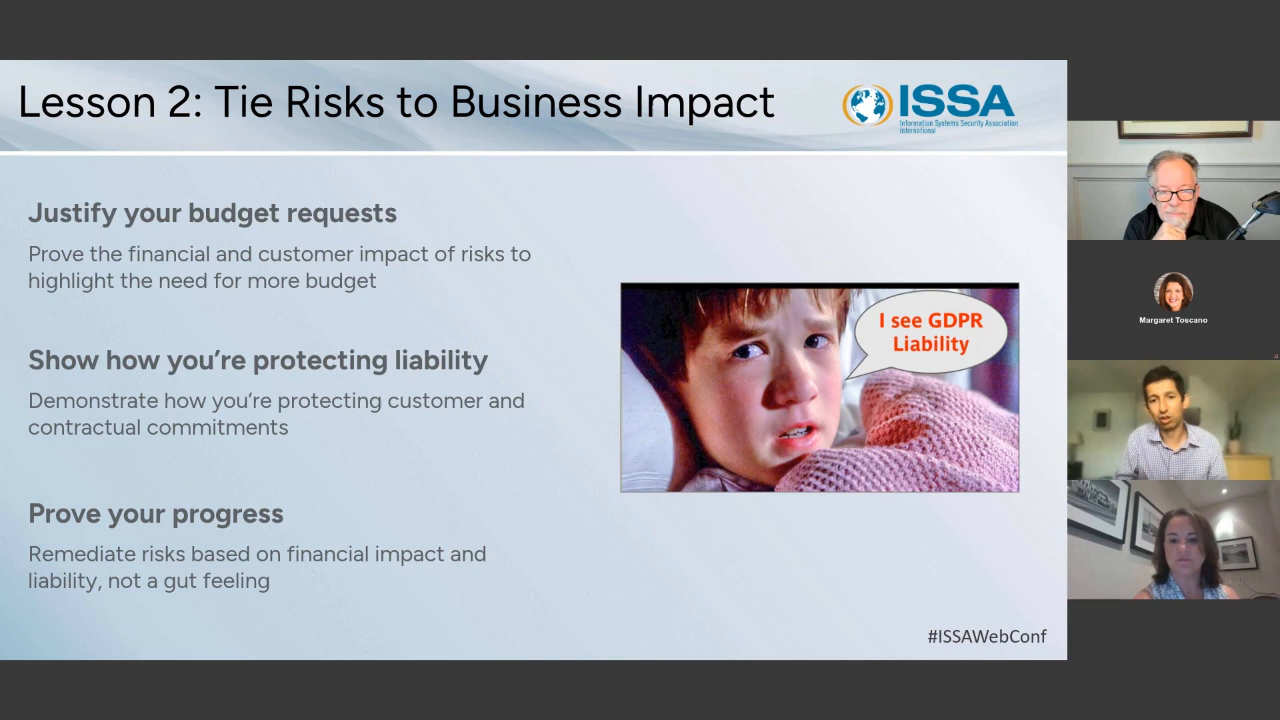 Lesson 2: Tie Risks to Business Impact
ISSA
Information Systems Security Association
International
Justify your budget requests
Prove the financial and customer impact of risks to
highlight the need for more budget
Show how you’re protecting liability
Demonstrate how you’re protecting customer and
contractual commitments
Prove your progress
Remediate risks based on financial impact and
liability, not a gut feeling
I see GDPR
Liability
#ISSAWebConf
Margaret Toscano